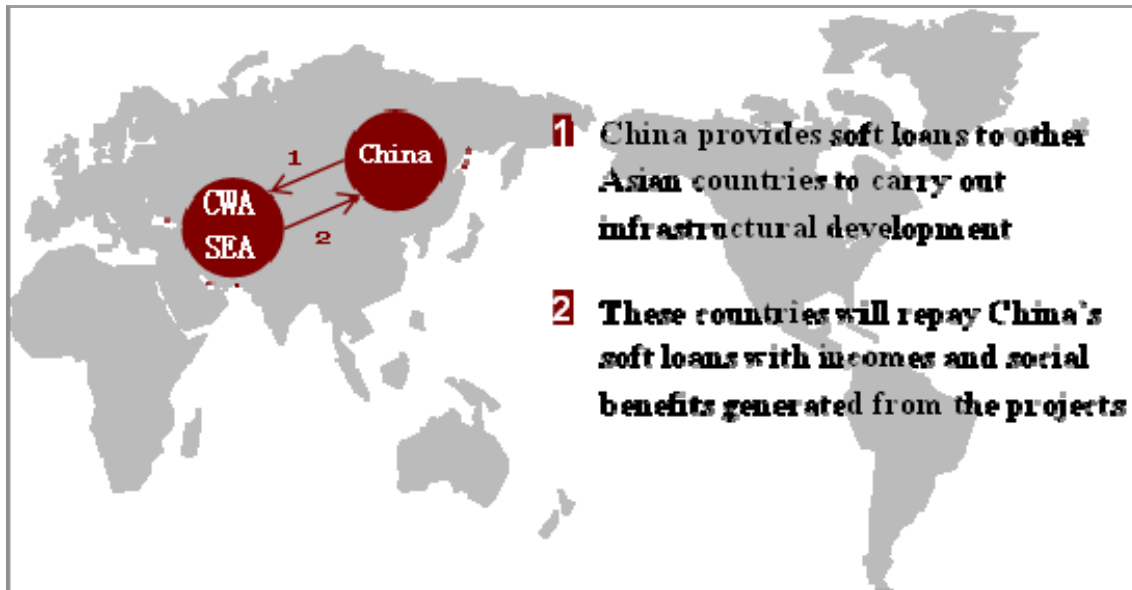 China
1
CWA
SEA
2
1 China provides soft loans to other
Asian countries to carry out
infrastructural development
2 These countries will repay China's
soft loans with incomes and social
benefits generated from the projects